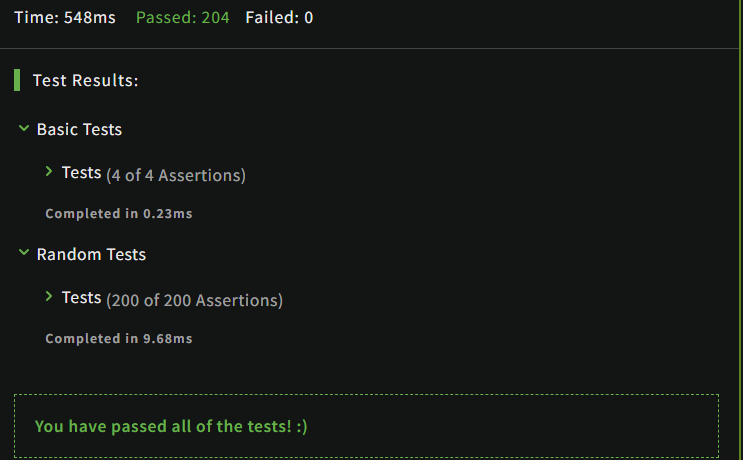 Time: 548ms Passed: 204 Failed: 0
Test Results:
Basic Tests
Tests (4 of 4 Assertions)
Completed in 0.23ms
Random Tests
Tests (200 of 200 Assertions)
Completed in 9.68ms
You have passed all of the tests! :)